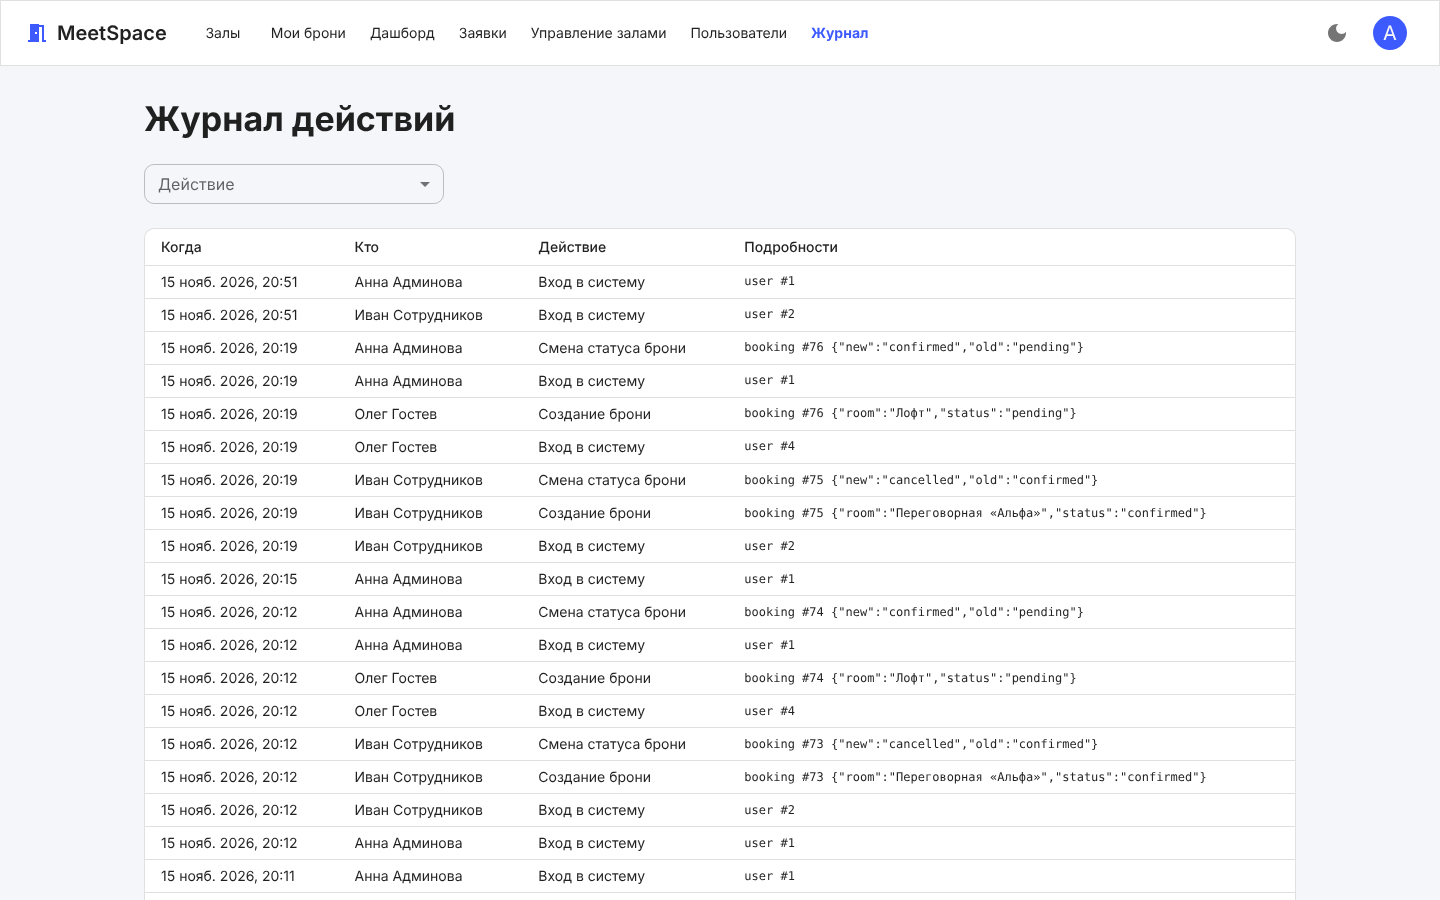 MeetSpace Залы Мои брони Дашборд Заявки Управление залами Пользователи Журнал A
Журнал действий
Действие
Когда Кто Действие Подробности
15 нояб. 2026, 20:51 Анна Админова Вход в систему user #1
15 нояб. 2026, 20:51 Иван Сотрудников Вход в систему user #2
15 нояб. 2026, 20:19 Анна Админова Смена статуса брони booking #76 {"new":"confirmed","old":"pending"}
15 нояб. 2026, 20:19 Анна Админова Вход в систему user #1
15 нояб. 2026, 20:19 Олег Гостев Создание брони booking #76 {"room":"Лофт","status":"pending"}
15 нояб. 2026, 20:19 Олег Гостев Вход в систему user #4
15 нояб. 2026, 20:19 Иван Сотрудников Смена статуса брони booking #75 {"new":"cancelled","old":"confirmed"}
15 нояб. 2026, 20:19 Иван Сотрудников Создание брони booking #75 {"room":"Переговорная «Альфа»","status":"confirmed"}
15 нояб. 2026, 20:19 Иван Сотрудников Вход в систему user #2
15 нояб. 2026, 20:15 Анна Админова Вход в систему user #1
15 нояб. 2026, 20:12 Анна Админова Смена статуса брони booking #74 {"new":"confirmed","old":"pending"}
15 нояб. 2026, 20:12 Анна Админова Вход в систему user #1
15 нояб. 2026, 20:12 Олег Гостев Создание брони booking #74 {"room":"Лофт","status":"pending"}
15 нояб. 2026, 20:12 Олег Гостев Вход в систему user #4
15 нояб. 2026, 20:12 Иван Сотрудников Смена статуса брони booking #73 {"new":"cancelled","old":"confirmed"}
15 нояб. 2026, 20:12 Иван Сотрудников Создание брони booking #73 {"room":"Переговорная «Альфа»","status":"confirmed"}
15 нояб. 2026, 20:12 Иван Сотрудников Вход в систему user #2
15 нояб. 2026, 20:12 Анна Админова Вход в систему user #1
15 нояб. 2026, 20:11 Анна Админова Вход в систему user #1